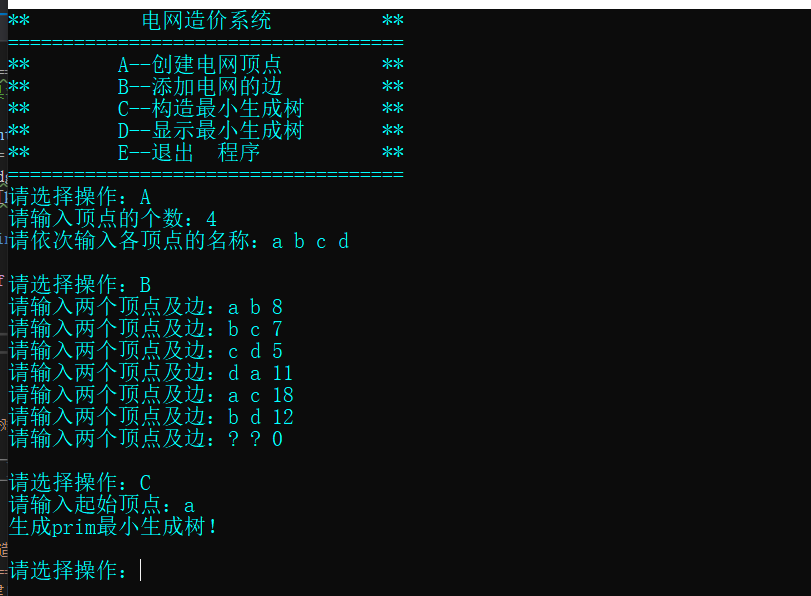 **          电网造价系统          **
====================================
**        A--创建电网顶点         **
**        B--添加电网的边         **
**        C--构造最小生成树       **
**        D--显示最小生成树       **
**        E--退出  程序           **
====================================
请选择操作：A
请输入顶点的个数：4
请依次输入各顶点的名称：a b c d
请选择操作：B
请输入两个顶点及边：a b 8
请输入两个顶点及边：b c 7
请输入两个顶点及边：c d 5
请输入两个顶点及边：d a 11
请输入两个顶点及边：a c 18
请输入两个顶点及边：b d 12
请输入两个顶点及边：? ? 0
请选择操作：C
请输入起始顶点：a
生成prim最小生成树！
请选择操作：